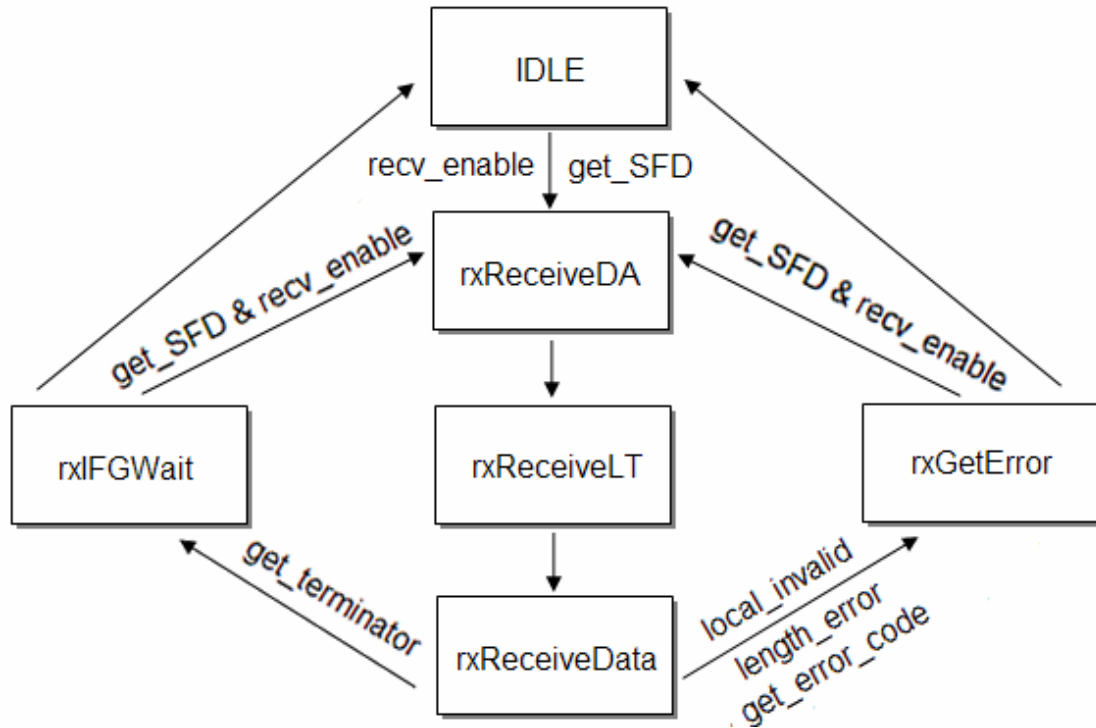 IDLE
recv_enable get_SFD
rxReceiveDA
get_SFD & recv_enable
get_SFD & recv_enable
rxIFGWait
rxReceiveLT
rxGetError
get_terminator
rxReceiveData
local_invalid
length_error
get_error_code